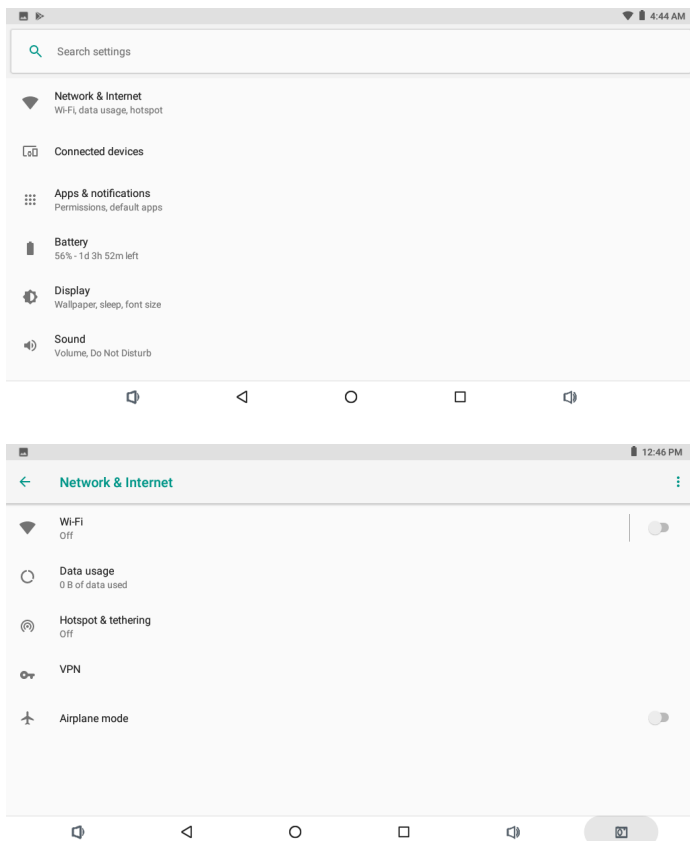 4:44 AM
Search settings
Network & Internet
Wi-Fi, data usage, hotspot
Connected devices
Apps & notifications
Permissions, default apps
Battery
56% - 1d 3h 52m left
Display
Wallpaper, sleep, font size
Sound
Volume, Do Not Disturb
12:46 PM
Network & Internet
Wi-Fi
Off
Data usage
0 B of data used
Hotspot & tethering
Off
VPN
Airplane mode